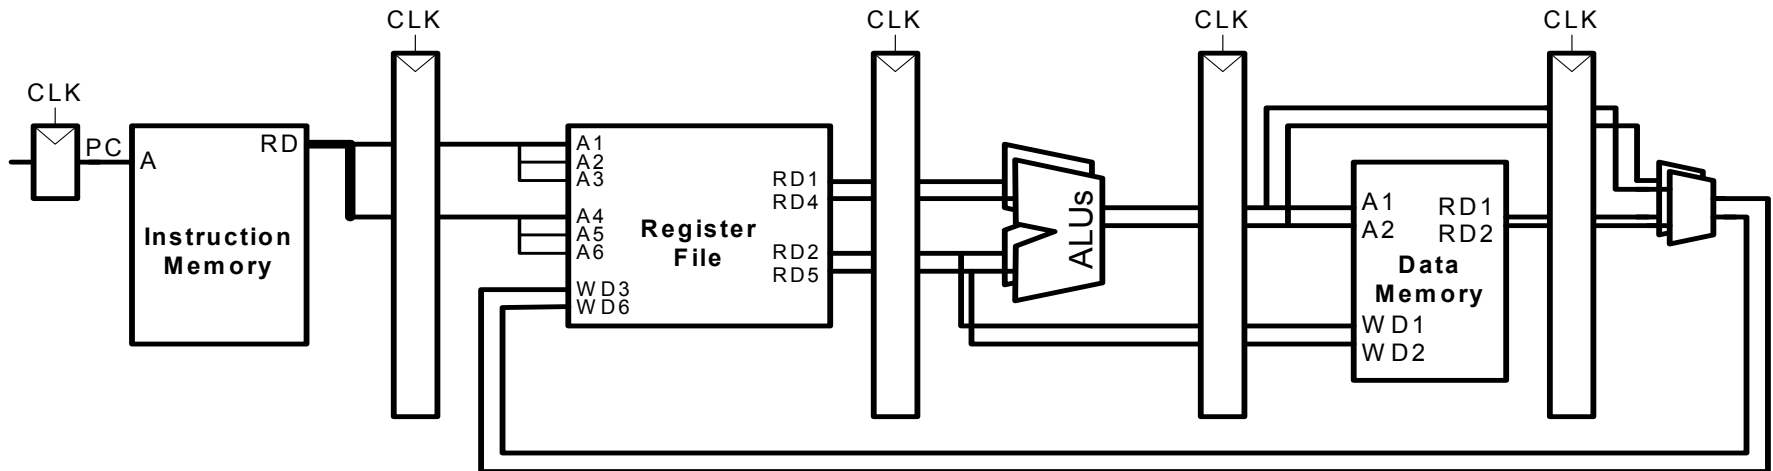 CLK
CLK
CLK
CLK
CLK
PC
A
RD
Instruction
Memory
A1
A2
A3
A4
A5
A6
WD3
WD6
Register
File
RD1
RD4
RD2
RD5
ALUs
A1
A2
RD1
RD2
Data
Memory
WD1
WD2